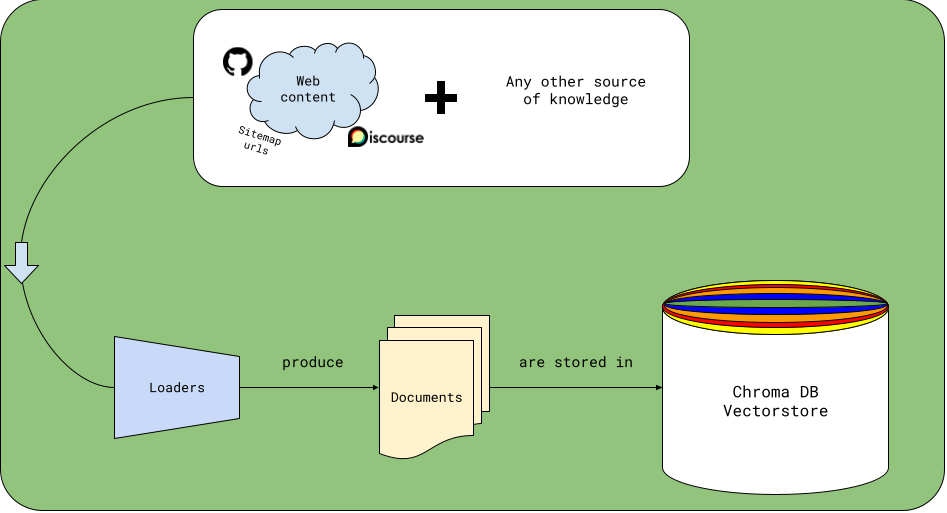 Web
content
Any other source
of knowledge
Sitemap
urls
Discourse
produce
are stored in
Loaders
Documents
Chroma DB
Vectorstore